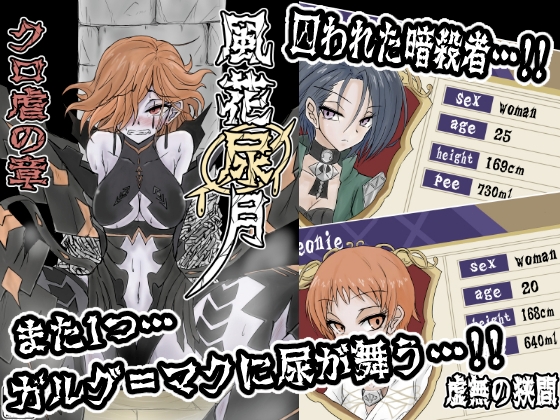 風花尿月
クロ虐の章
囚われた暗殺者…!!
sex woman
age 25
height 169cm
Pee 730ml
eonie
sex woman
age 20
height 168cm
640ml
また1つ…
ガルグ=マクに尿が舞う…!!
虚無の狭間